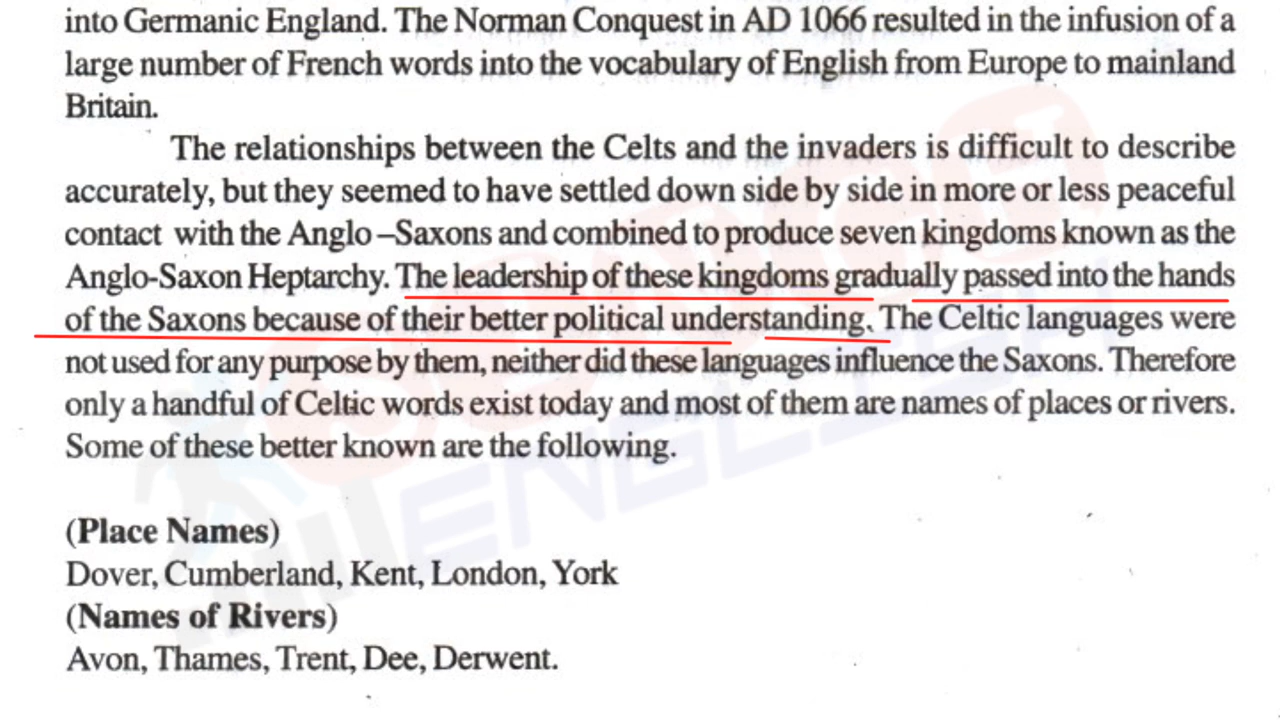 into Germanic England. The Norman Conquest in AD 1066 resulted in the infusion of a
large number of French words into the vocabulary of English from Europe to mainland
Britain.
The relationships between the Celts and the invaders is difficult to describe
accurately, but they seemed to have settled down side by side in more or less peaceful
contact with the Anglo–Saxons and combined to produce seven kingdoms known as the
Anglo-Saxon Heptarchy. The leadership of these kingdoms gradually passed into the hands
of the Saxons because of their better political understanding. The Celtic languages were
not used for any purpose by them, neither did these languages influence the Saxons. Therefore
only a handful of Celtic words exist today and most of them are names of places or rivers.
Some of these better known are the following.
(Place Names)
Dover, Cumberland, Kent, London, York
(Names of Rivers)
Avon, Thames, Trent, Dee, Derwent.
ENGLISH